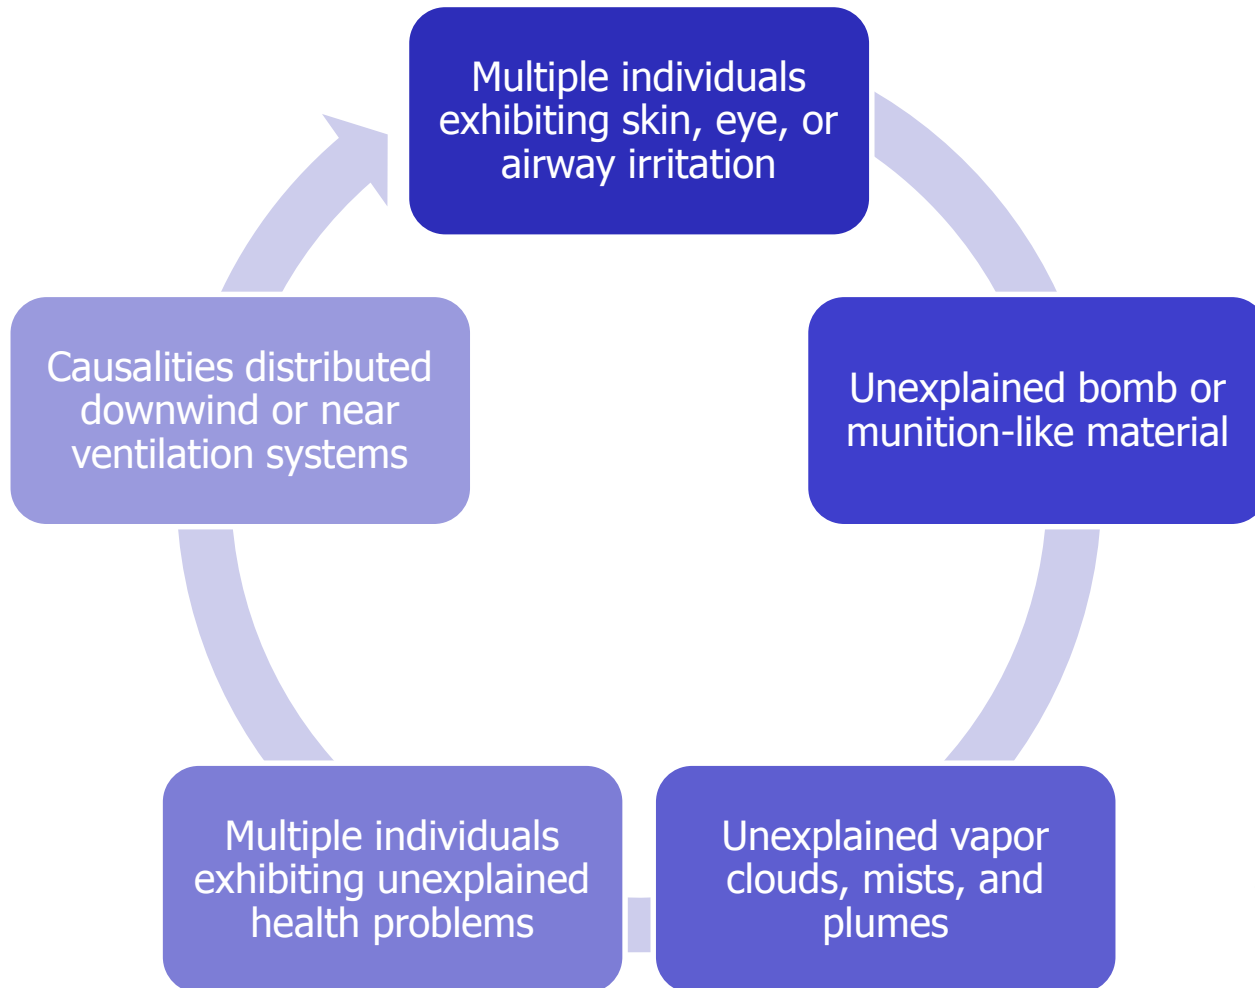 Multiple individuals
exhibiting skin, eye, or
airway irritation
Unexplained bomb or
munition-like material
Unexplained vapor
clouds, mists, and
plumes
Multiple individuals
exhibiting unexplained
health problems
Causalities distributed
downwind or near
ventilation systems